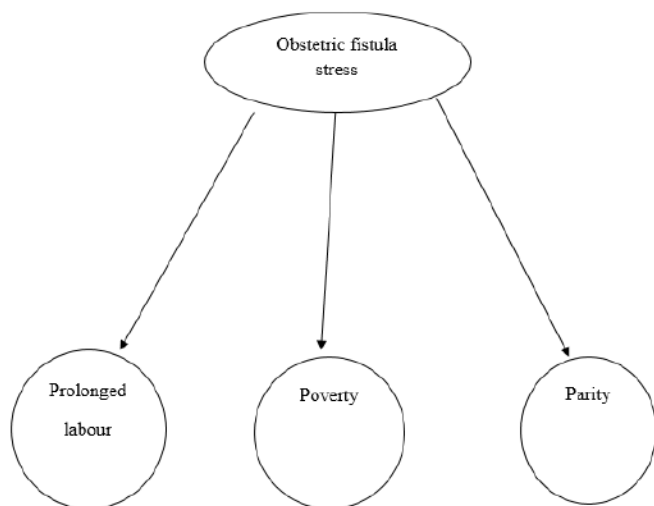 Obstetric fistula
stress
Prolonged
labour
Poverty
Parity